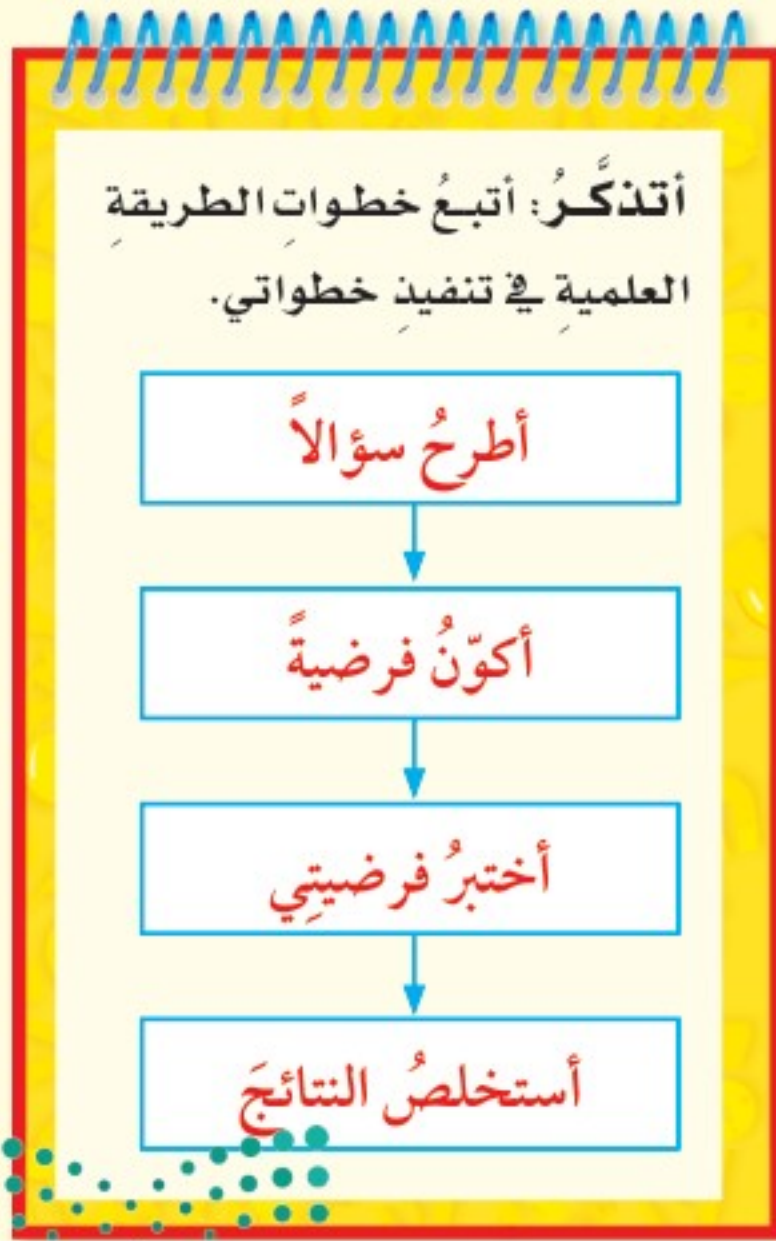 أتذكَّرُ: أتبعُ خطواتِ الطريقةِ
العلميةِ في تنفيذِ خطواتي.
أطرحُ سؤالاً
أكوّنُ فرضيةً
أختبرُ فرضيتِي
أستخلصُ النتائجَ